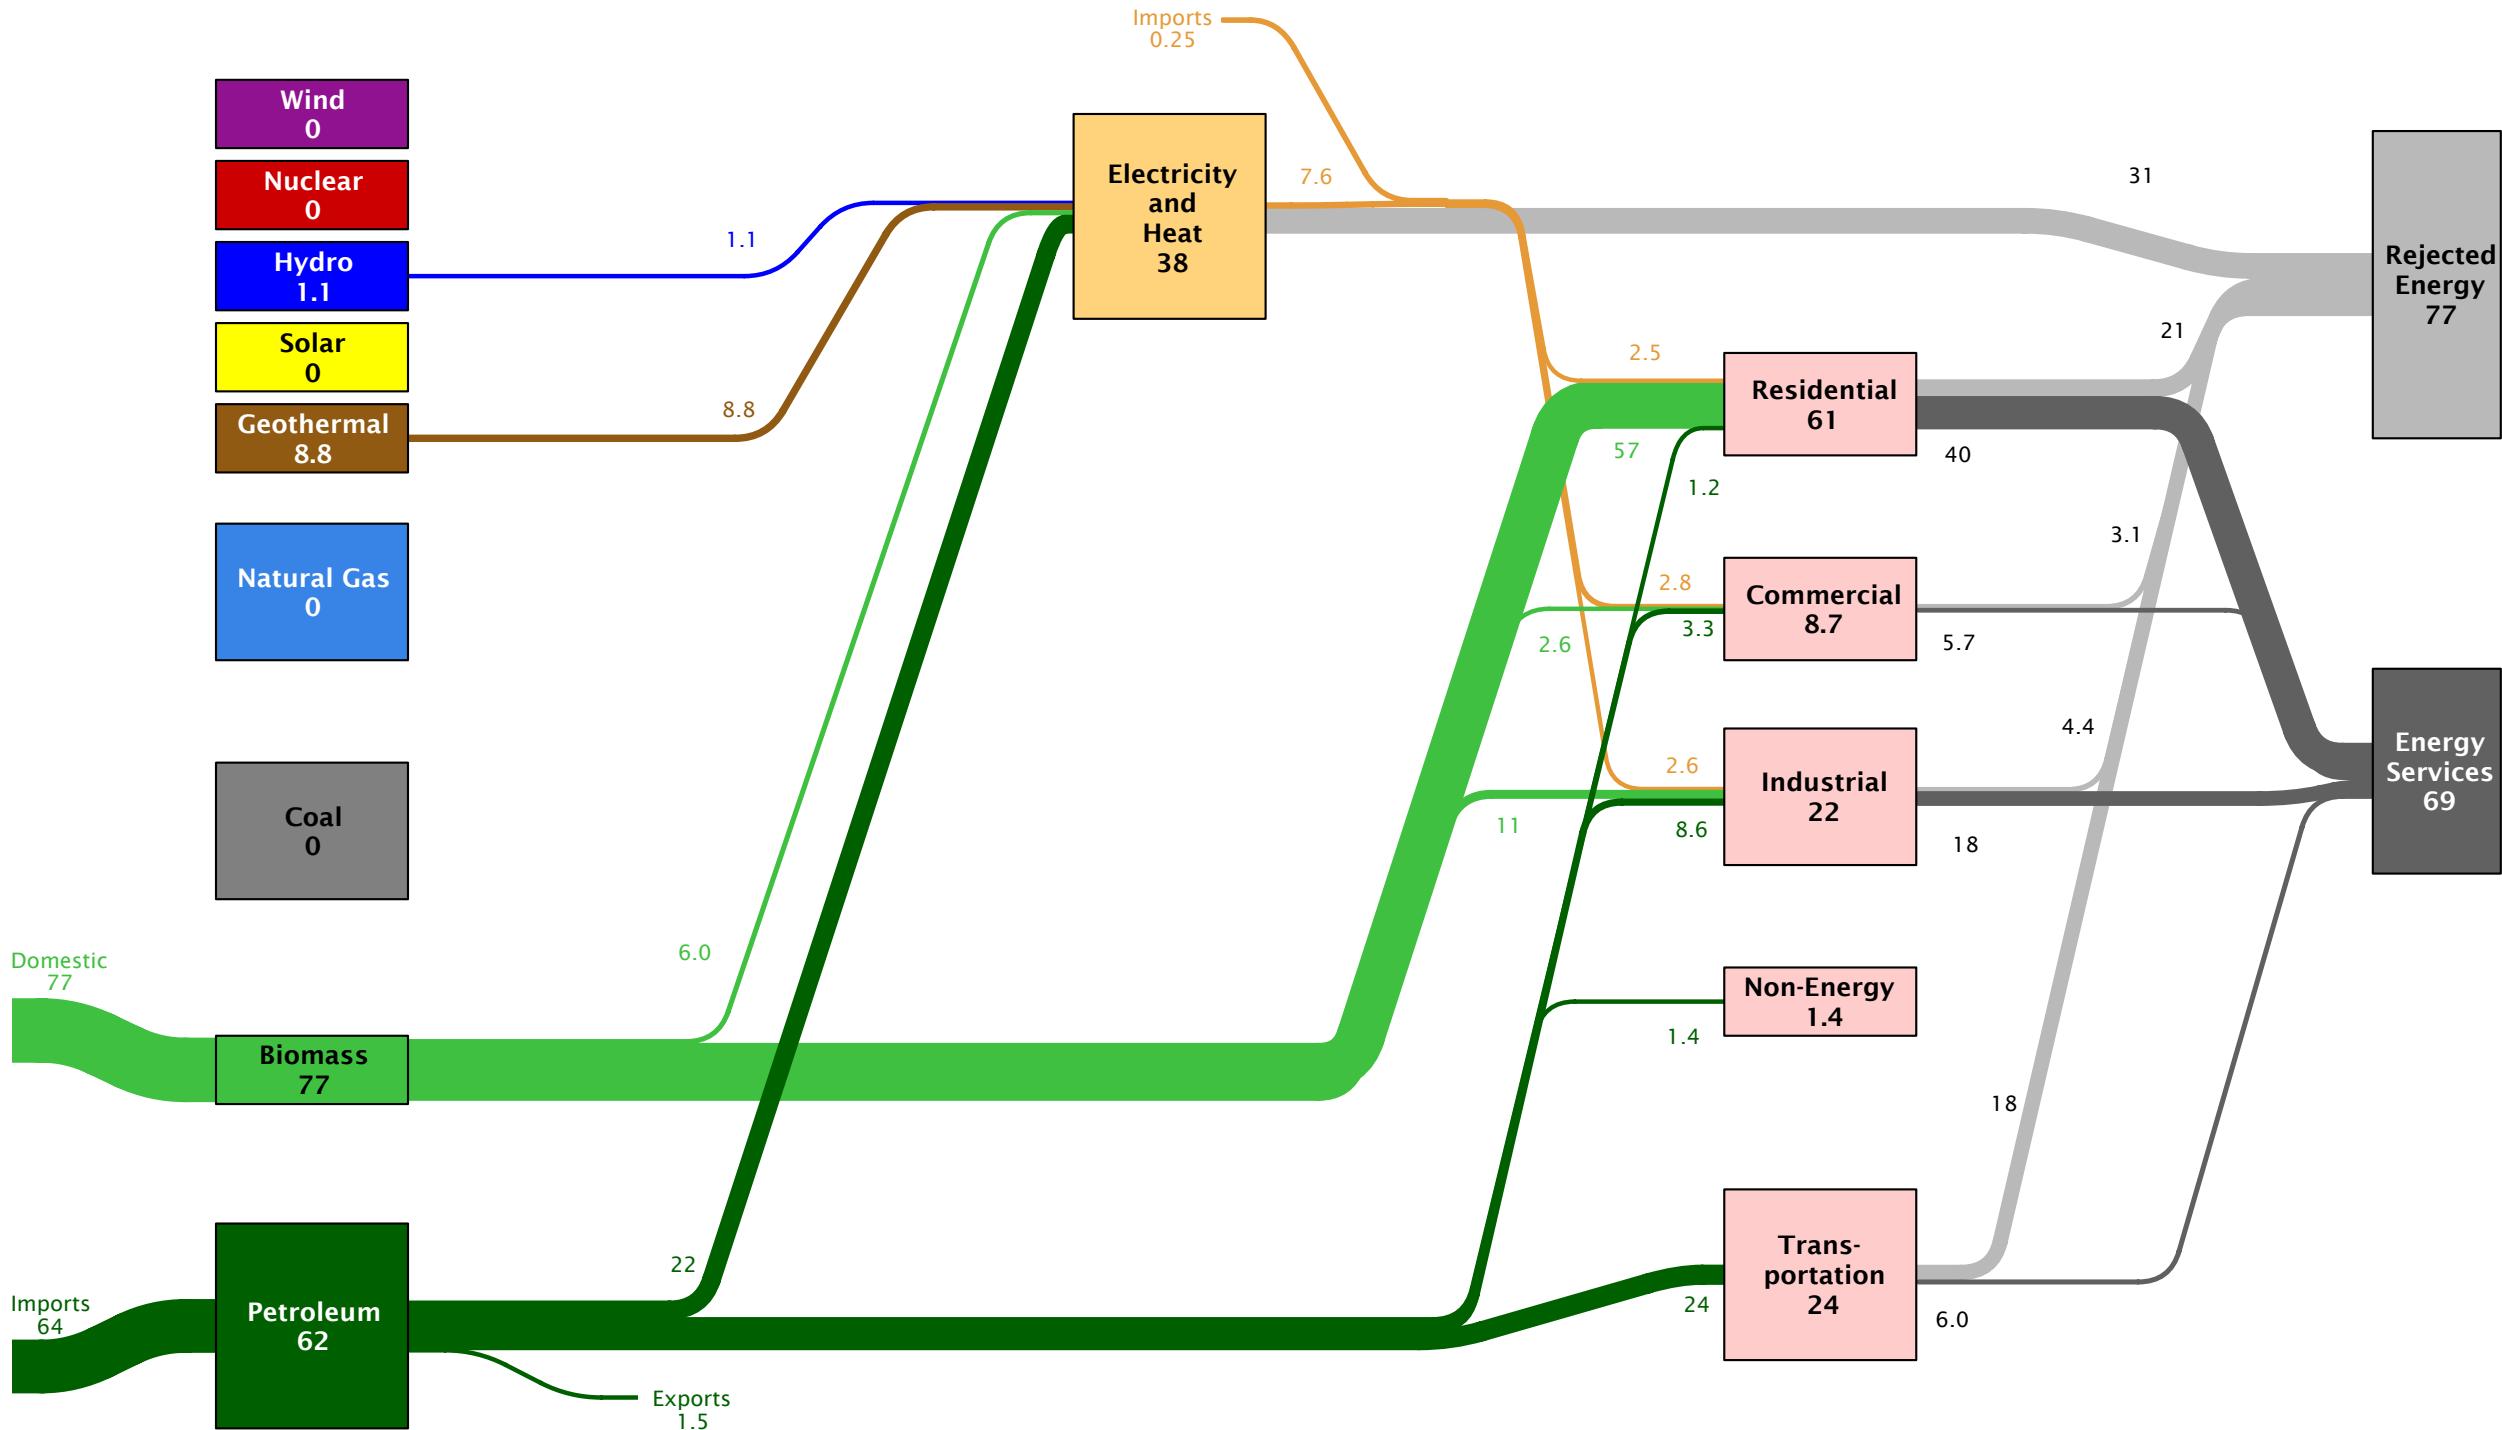 Imports
0.25
Wind
0
Nuclear
0
Hydro
1.1
Solar
0
Geothermal
8.8
Natural Gas
0
Coal
0
Domestic
77
Biomass
77
Imports
64
Petroleum
62
Exports
1.5
1.1
8.8
6.0
22
Electricity
and
Heat
38
7.6
31
2.5
57
1.2
Residential
61
21
40
2.8
2.6
3.3
Commercial
8.7
3.1
5.7
2.6
11
8.6
Industrial
22
4.4
18
1.4
Non-Energy
1.4
24
Trans-
portation
24
18
6.0
Rejected
Energy
77
Energy
Services
69